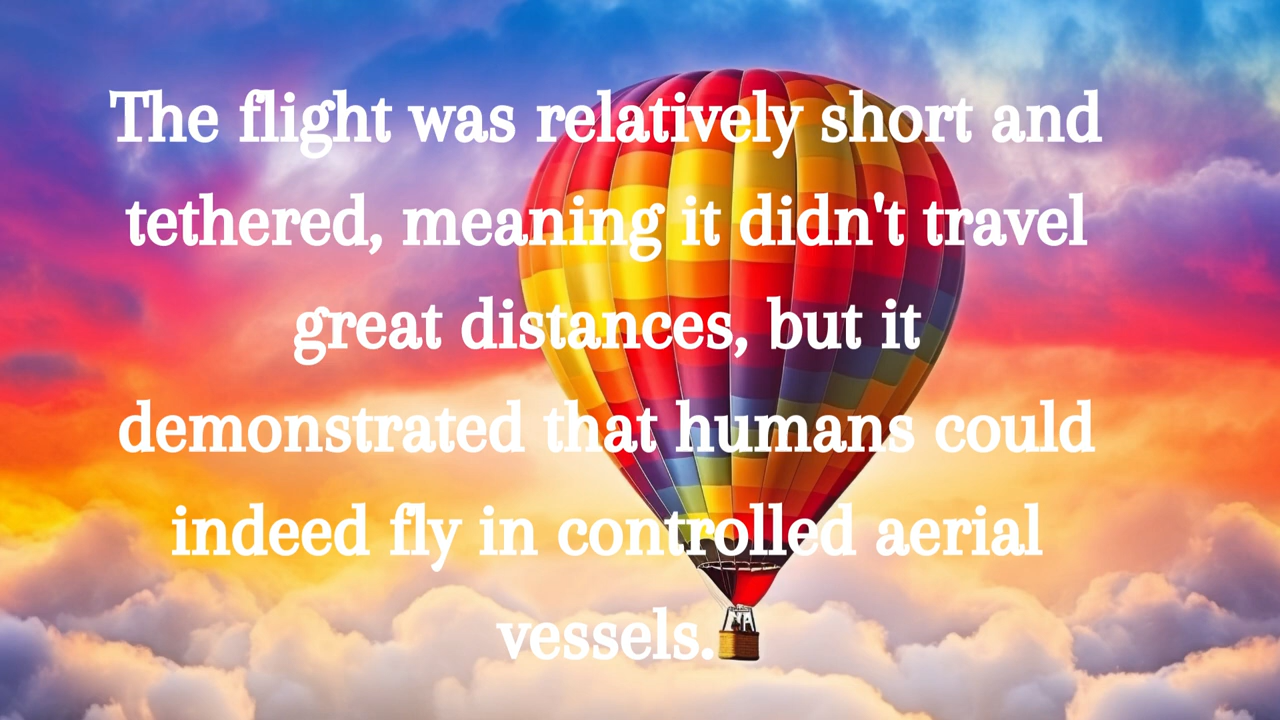 The flight was relatively short and
tethered, meaning it didn't travel
great distances, but it
demonstrated that humans could
indeed fly in controlled aerial
vessels.